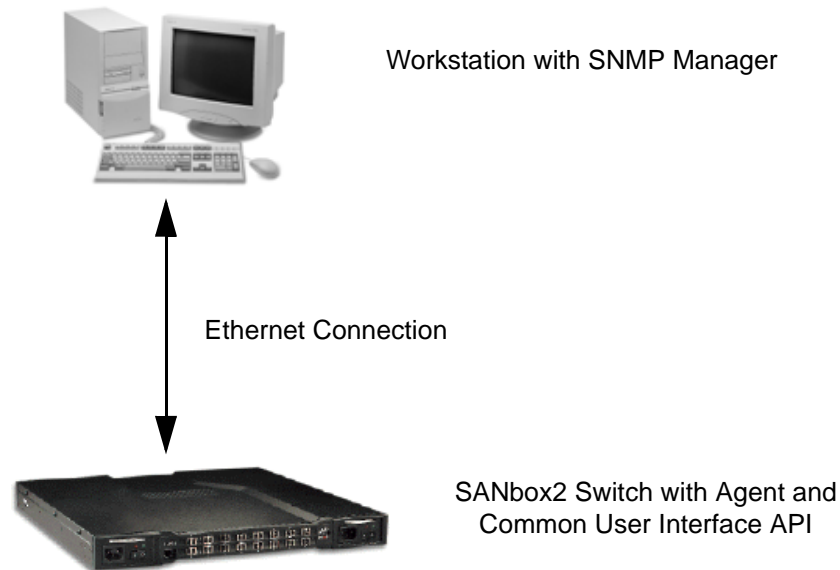 Workstation with SNMP Manager
Ethernet Connection
SANbox2 Switch with Agent and
Common User Interface API